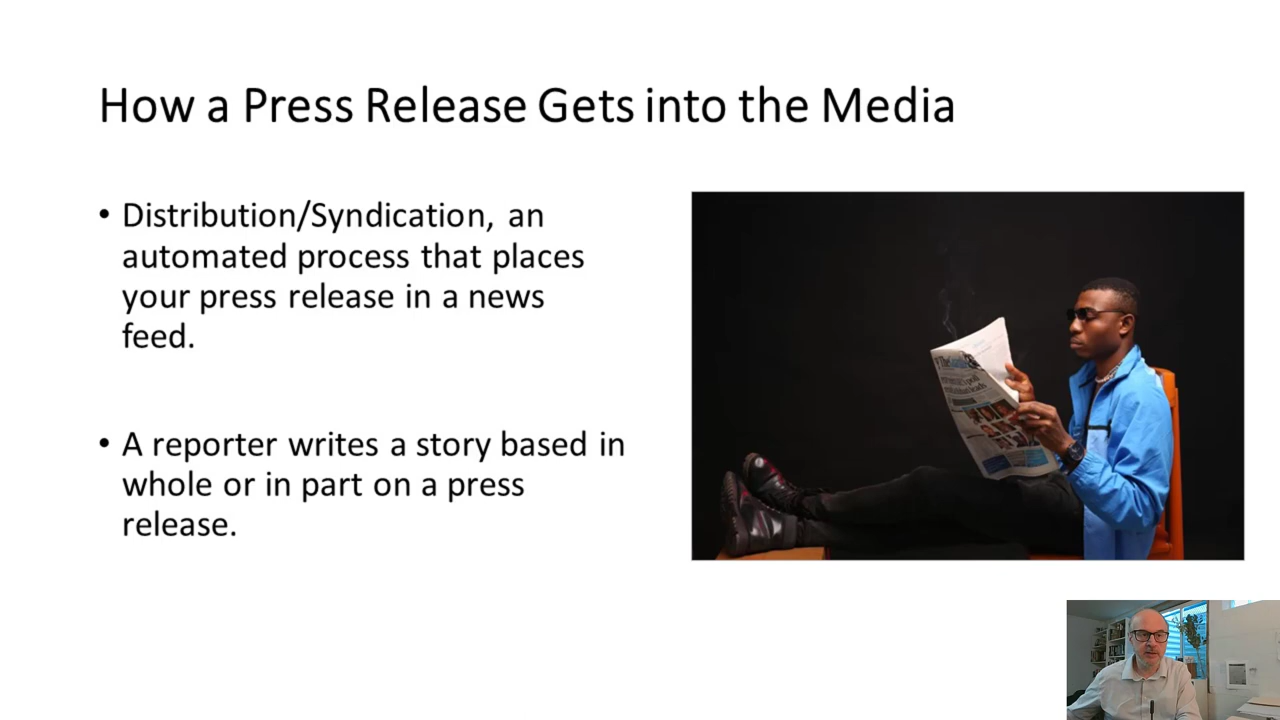 How a Press Release Gets into the Media
• Distribution/Syndication, an
automated process that places
your press release in a news
feed.
• A reporter writes a story based in
whole or in part on a press
release.